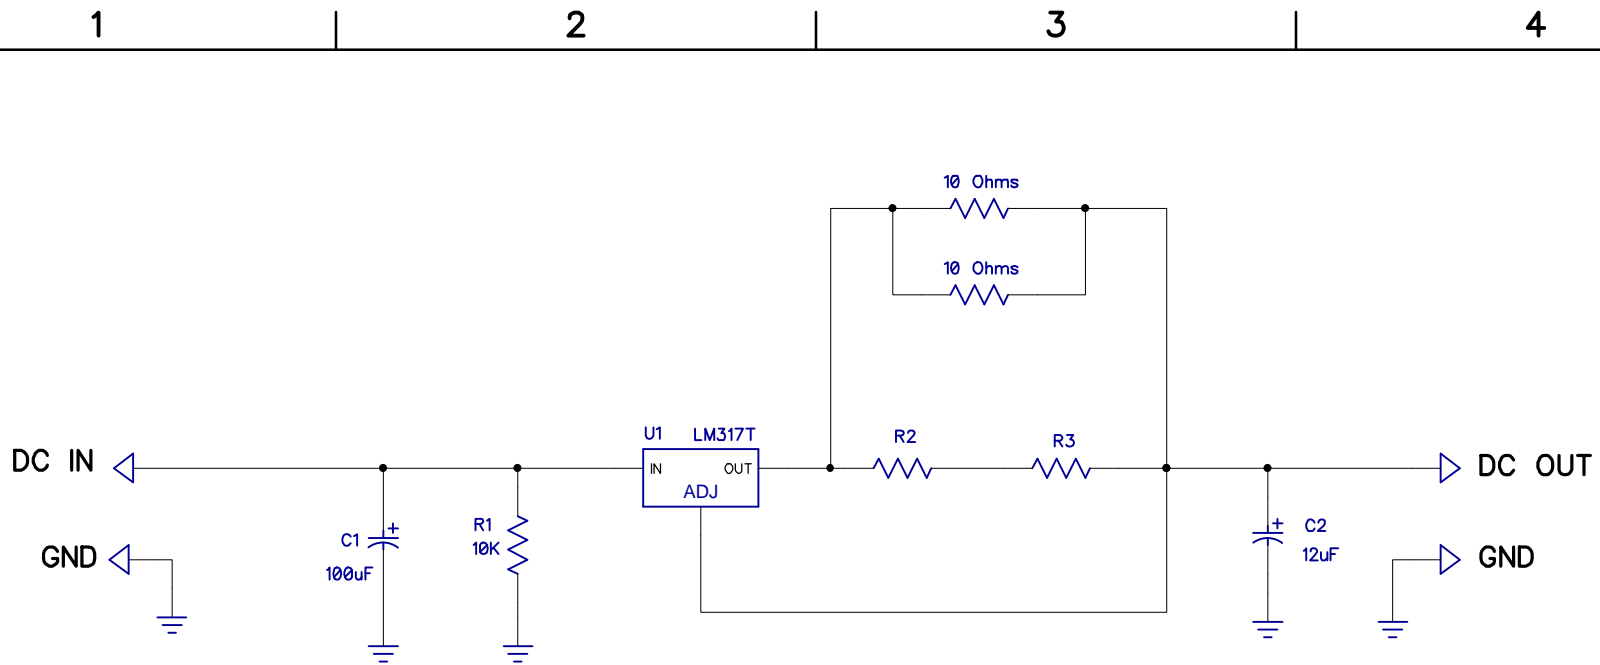 1 2 3 4
10 Ohms
10 Ohms
U1 LM317T
R2 R3
DC IN
IN OUT
ADJ
DC OUT
C1
100uF
R1
10K
C2
12uF
GND
GND